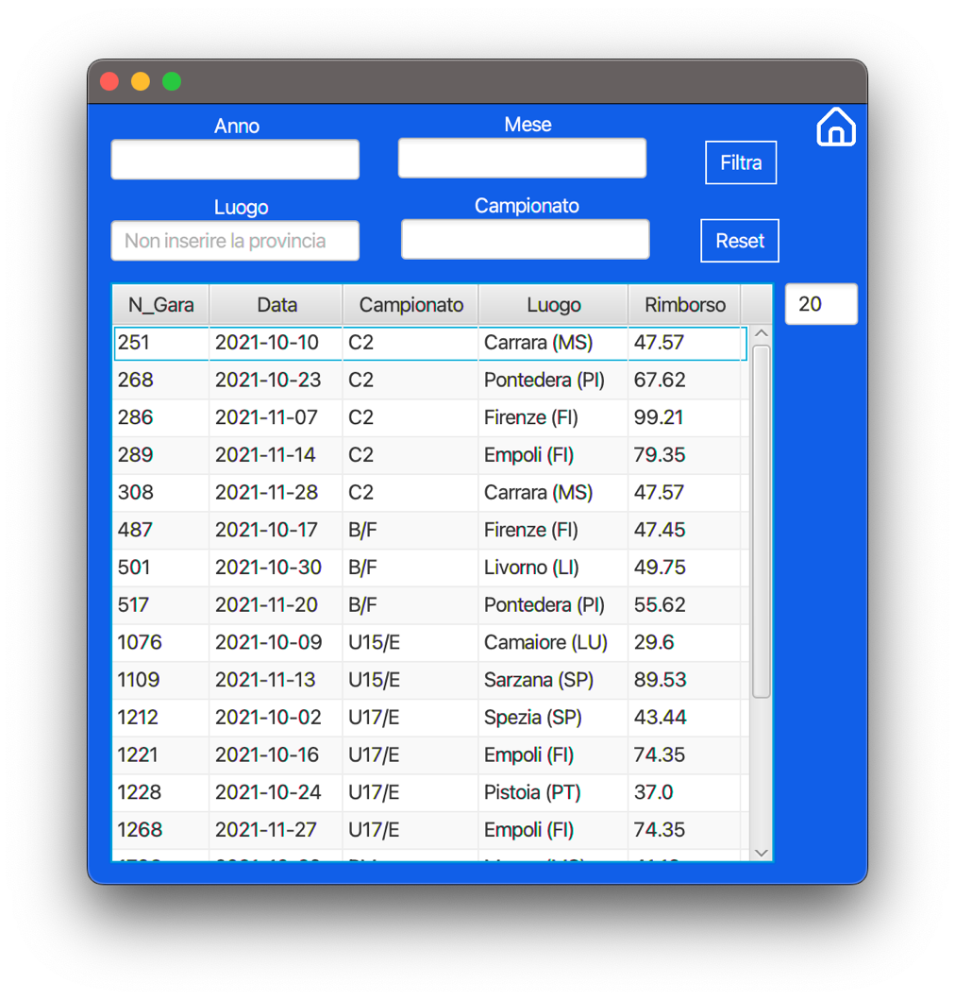 Anno Mese
Filtra
Luogo Campionato
Non inserire la provincia
Reset
N_Gara Data Campionato Luogo Rimborso
20
251 2021-10-10 C2 Carrara (MS) 47.57
268 2021-10-23 C2 Pontedera (PI) 67.62
286 2021-11-07 C2 Firenze (FI) 99.21
289 2021-11-14 C2 Empoli (FI) 79.35
308 2021-11-28 C2 Carrara (MS) 47.57
487 2021-10-17 B/F Firenze (FI) 47.45
501 2021-10-30 B/F Livorno (LI) 49.75
517 2021-11-20 B/F Pontedera (PI) 55.62
1076 2021-10-09 U15/E Camaiore (LU) 29.6
1109 2021-11-13 U15/E Sarzana (SP) 89.53
1212 2021-10-02 U17/E Spezia (SP) 43.44
1221 2021-10-16 U17/E Empoli (FI) 74.35
1228 2021-10-24 U17/E Pistoia (PT) 37.0
1268 2021-11-27 U17/E Empoli (FI) 74.35